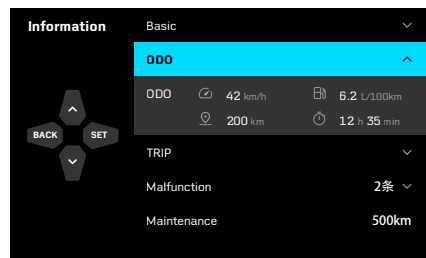 Information
Basic
ODO
ODO 42 km/h 6.2 L/100km
200 km 12 h 35 min
BACK SET
TRIP
Malfunction 2条
Maintenance 500km